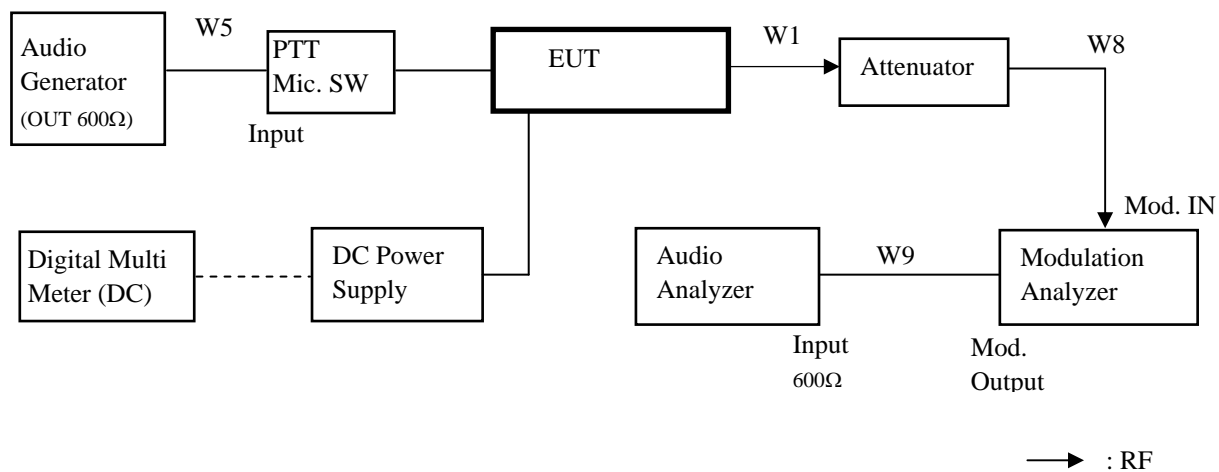 Audio
Generator
(OUT 600Ω)
W5
PTT
Mic. SW
Input
EUT
W1
Attenuator
W8
Mod. IN
Digital Multi
Meter (DC)
DC Power
Supply
Audio
Analyzer
W9
Modulation
Analyzer
Input
600Ω
Mod.
Output
: RF